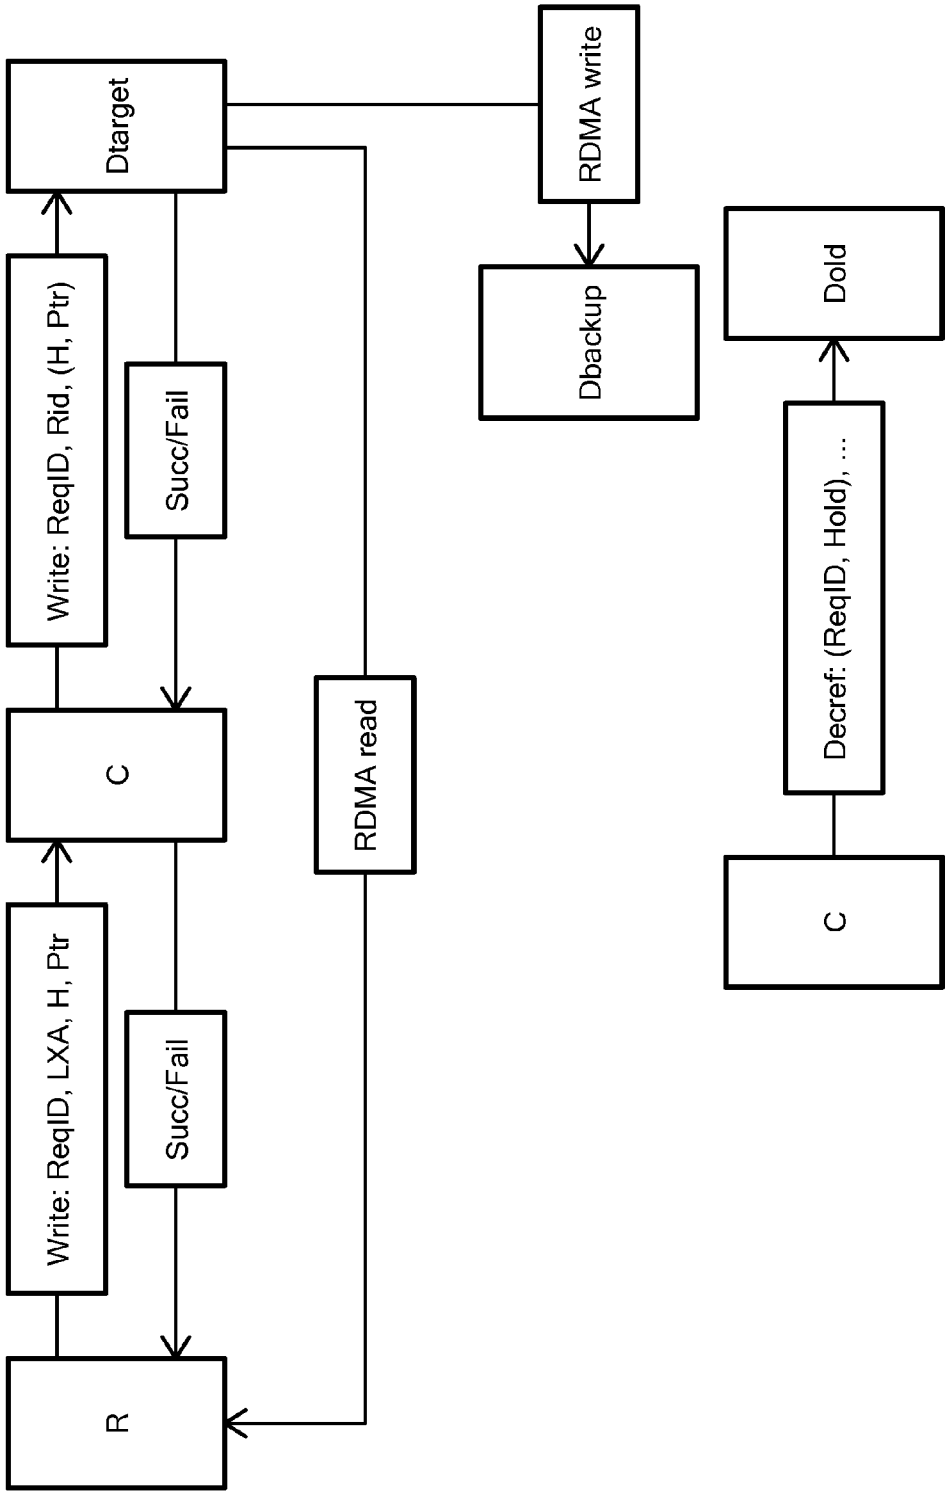 R
Write: ReqID, LXA, H, Ptr
Succ/Fail
C
Write: ReqID, Rid, (H, Ptr)
Succ/Fail
Dtarget
RDMA read
RDMA write
Dbackup
C
Decref: (ReqID, Hold), ...
Dold